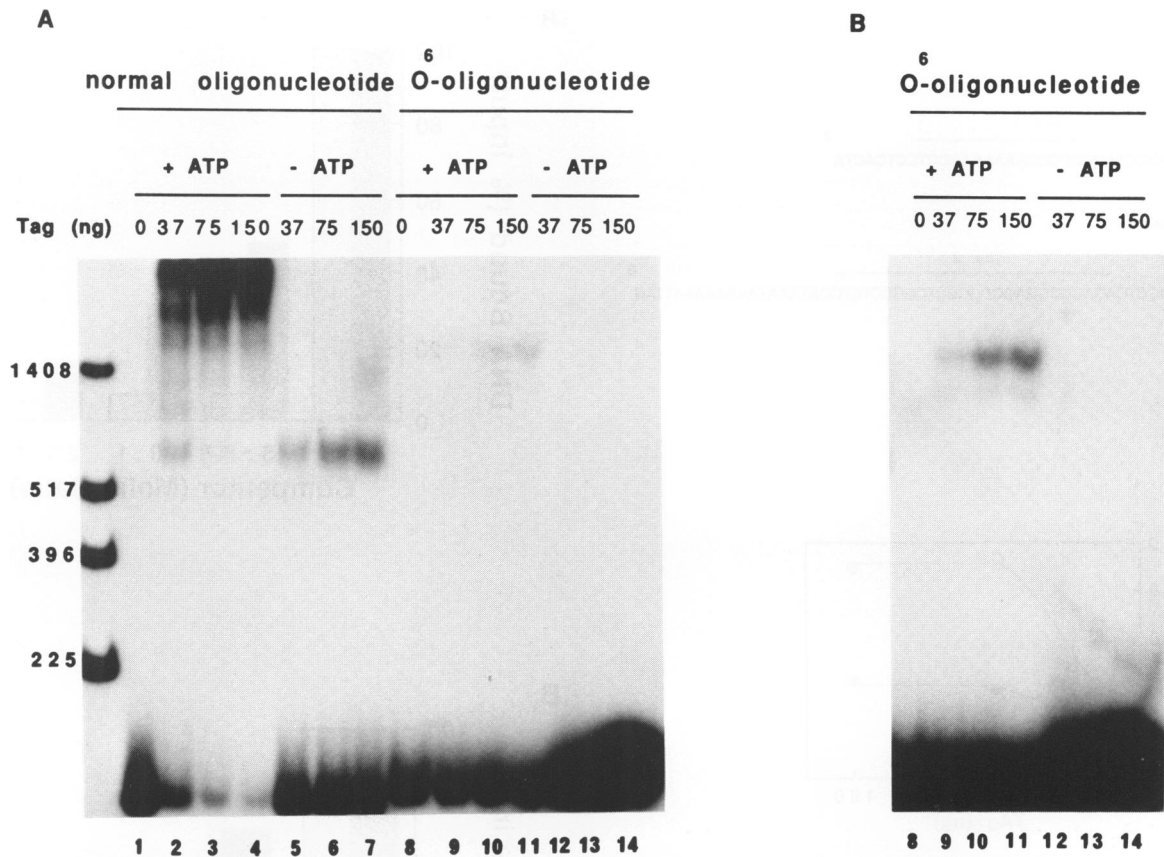 A
B
6
normal oligonucleotide O-oligonucleotide
6
O-oligonucleotide
+ ATP - ATP + ATP ATP
+ ATP - ATP
Tag (ng) 0 37 75 150 37 75 150 0 37 75 150 37 75 150
0 37 75 150 37 75 150
1408
517
396
225
1 2 3 4 5 6 7 8 9 10 11 12 13 14
8 9 10 11 12 13 14